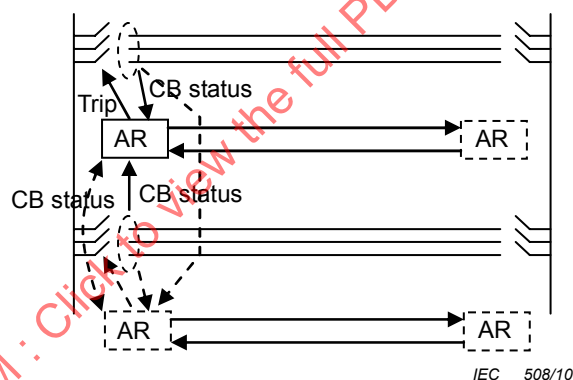 Trip
CB status
AR
AR
CB status
CB status
AR
AR
IEC 508/10
M : Click to view the full P